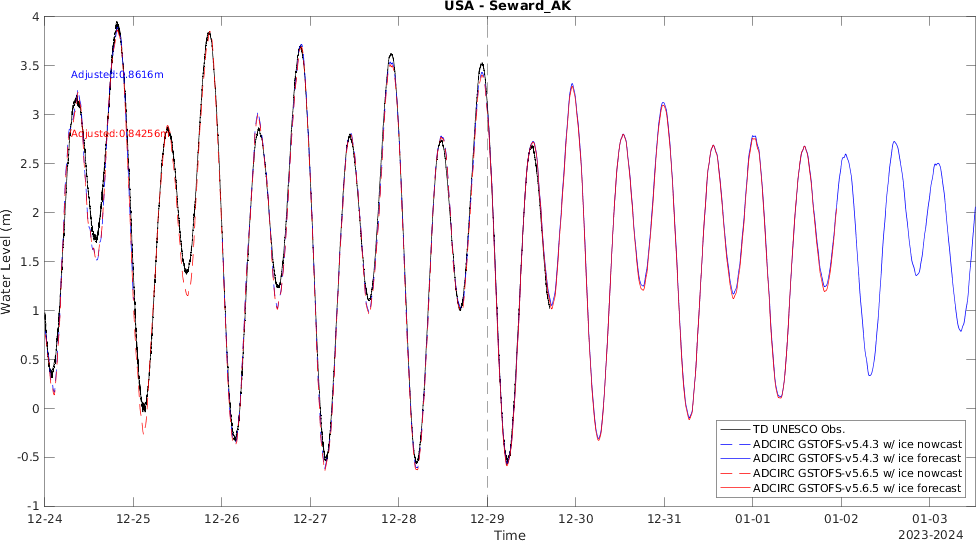 USA - Seward_AK
4
3.5
3
2.5
2
1.5
1
0.5
0
-0.5
-1
Water Level (m)
Adjusted:0.8616m
Adjusted:0.84256m
TD UNESCO Obs.
ADCIRC GSTOFS-v5.4.3 w/ ice nowcast
ADCIRC GSTOFS-v5.4.3 w/ ice forecast
ADCIRC GSTOFS-v5.6.5 w/ ice nowcast
ADCIRC GSTOFS-v5.6.5 w/ ice forecast
12-24 12-25 12-26 12-27 12-28 12-29 12-30 12-31 01-01 01-02 01-03
Time
2023-2024